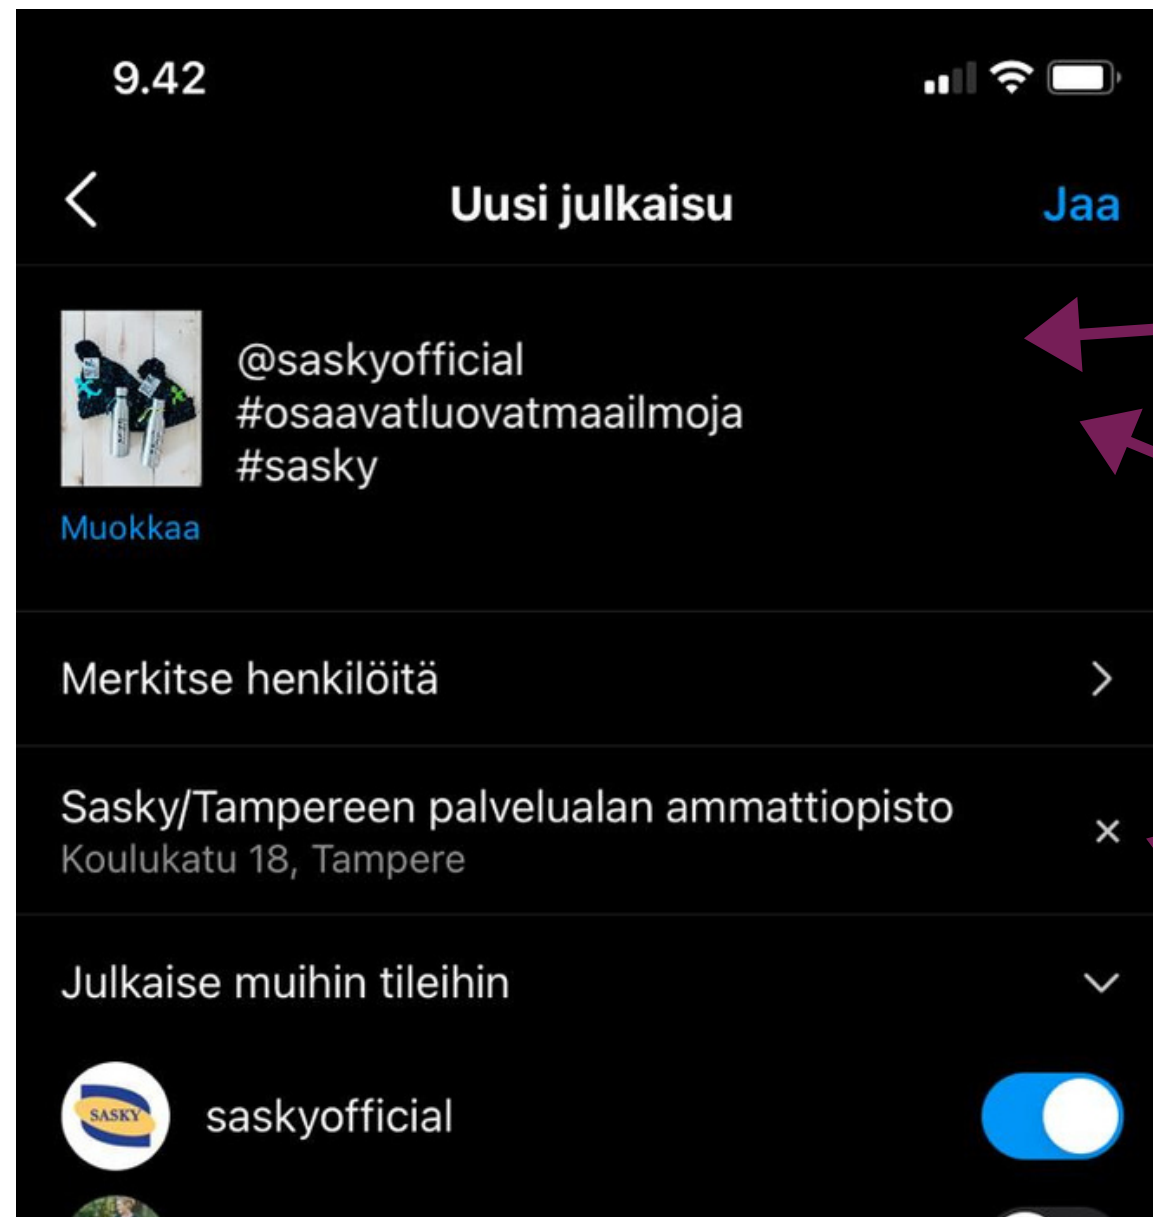 9.42
Uusi julkaisu
Jaa
@saskyofficial
#osaavatluovatmaailmoja
#sasky
Muokkaa
Merkitse henkilöitä
Sasky/Tampereen palvelualan ammattiopisto
Koulukatu 18, Tampere
Julkaise muihin tileihin
SASKY
saskyofficial